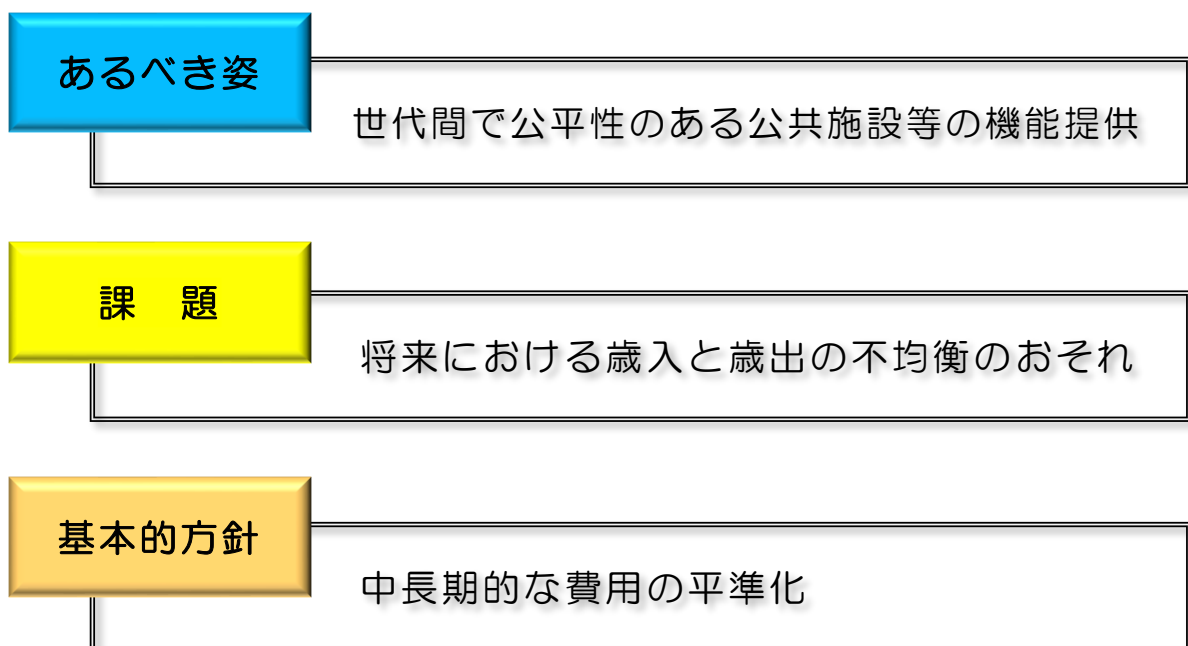 あるべき姿
世代間で公平性のある公共施設等の機能提供
課　題
将来における歳入と歳出の不均衡のおそれ
基本的方針
中長期的な費用の平準化